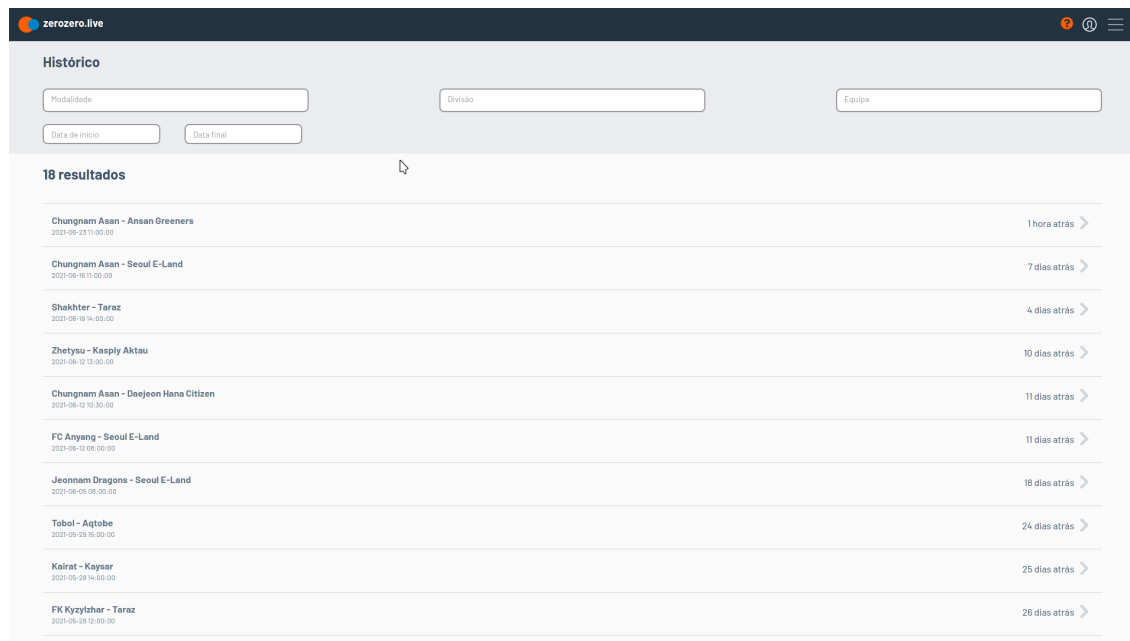 zerozero.live
?
Histórico
Modalidade
Divisão
Equipa
Data de início
Data final
18 resultados
Chungnam Asan - Ansan Greeners
1 hora atrás
2021-06-23 11:00:00
Chungnam Asan - Seoul E-Land
7 dias atrás
2021-06-16 11:00:00
Shakhter - Taraz
4 dias atrás
2021-06-18 14:00:00
Zhetysu - Kaspiy Aktau
10 dias atrás
2021-06-12 13:00:00
Chungnam Asan - Daejeon Hana Citizen
11 dias atrás
2021-06-12 10:30:00
FC Anyang - Seoul E-Land
11 dias atrás
2021-06-12 08:00:00
Jeonnam Dragons - Seoul E-Land
18 dias atrás
2021-06-05 08:00:00
Tobol - Aqtobe
24 dias atrás
2021-05-29 15:00:00
Kairat - Kaysar
25 dias atrás
2021-05-28 14:00:00
FK Kyzylzhar - Taraz
26 dias atrás
2021-05-28 12:00:00